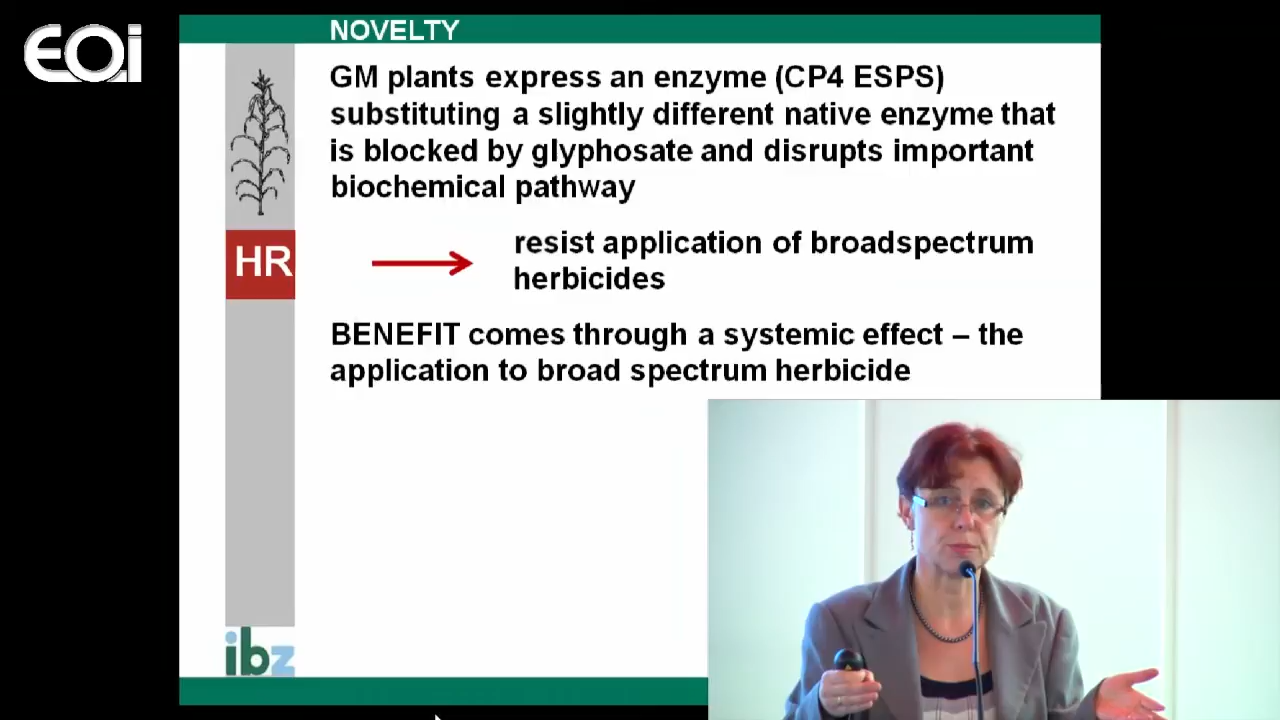 EOi
NOVELTY
GM plants express an enzyme (CP4 ESPS)
substituting a slightly different native enzyme that
is blocked by glyphosate and disrupts important
biochemical pathway
HR
resist application of broadspectrum
herbicides
BENEFIT comes through a systemic effect – the
application to broad spectrum herbicide
ibz